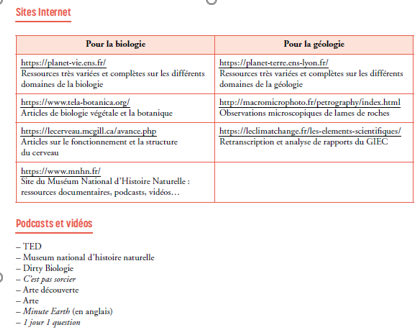 Sites Internet
Pour la biologie
Pour la géologie
https://planet-vie.ens.fr/
Ressources très variées et complètes sur les différents
domaines de la biologie
https://planet-terre.ens-lyon.fr/
Ressources très variées et complètes sur les différents
domaines de la géologie
https://www.tela-botanica.org/
Articles de biologie végétale et la botanique
http://macromicrophoto.fr/petrography/index.html
Observations microscopiques de lames de roches
https://lecerveau.mcgill.ca/avance.php
Articles sur le fonctionnement et la structure
du cerveau
https://leclimatchange.fr/les-elements-scientifiques/
Retranscription et analyse de rapports du GIEC
https://www.mnhn.fr/
Site du Muséum National d'Histoire Naturelle :
ressources documentaires, podcasts, vidéos…
Podcasts et vidéos
– TED
– Museum national d'histoire naturelle
– Dirty Biologie
– C'est pas sorcier
– Arte découverte
– Arte
– Minute Earth (en anglais)
– 1 jour 1 question